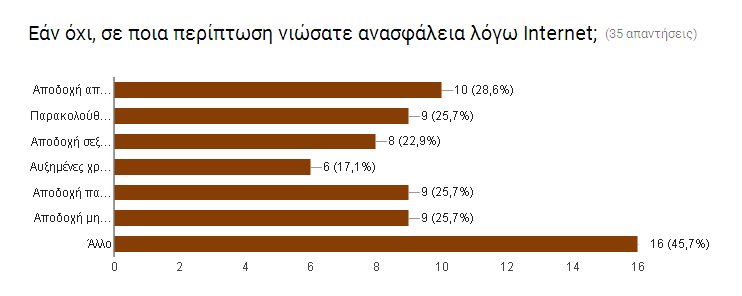 Εάν όχι, σε ποια περίπτωση νιώσατε ανασφάλεια λόγω Internet; (35 απαντήσεις)
Αποδοχή απ... 10 (28,6%)
Παρακολούθ... 9 (25,7%)
Αποδοχή σεξ... 8 (22,9%)
Αυξημένες χρ... 6 (17,1%)
Αποδοχή πα... 9 (25,7%)
Αποδοχή μη... 9 (25,7%)
Άλλο 16 (45,7%)
0 2 4 6 8 10 12 14 16